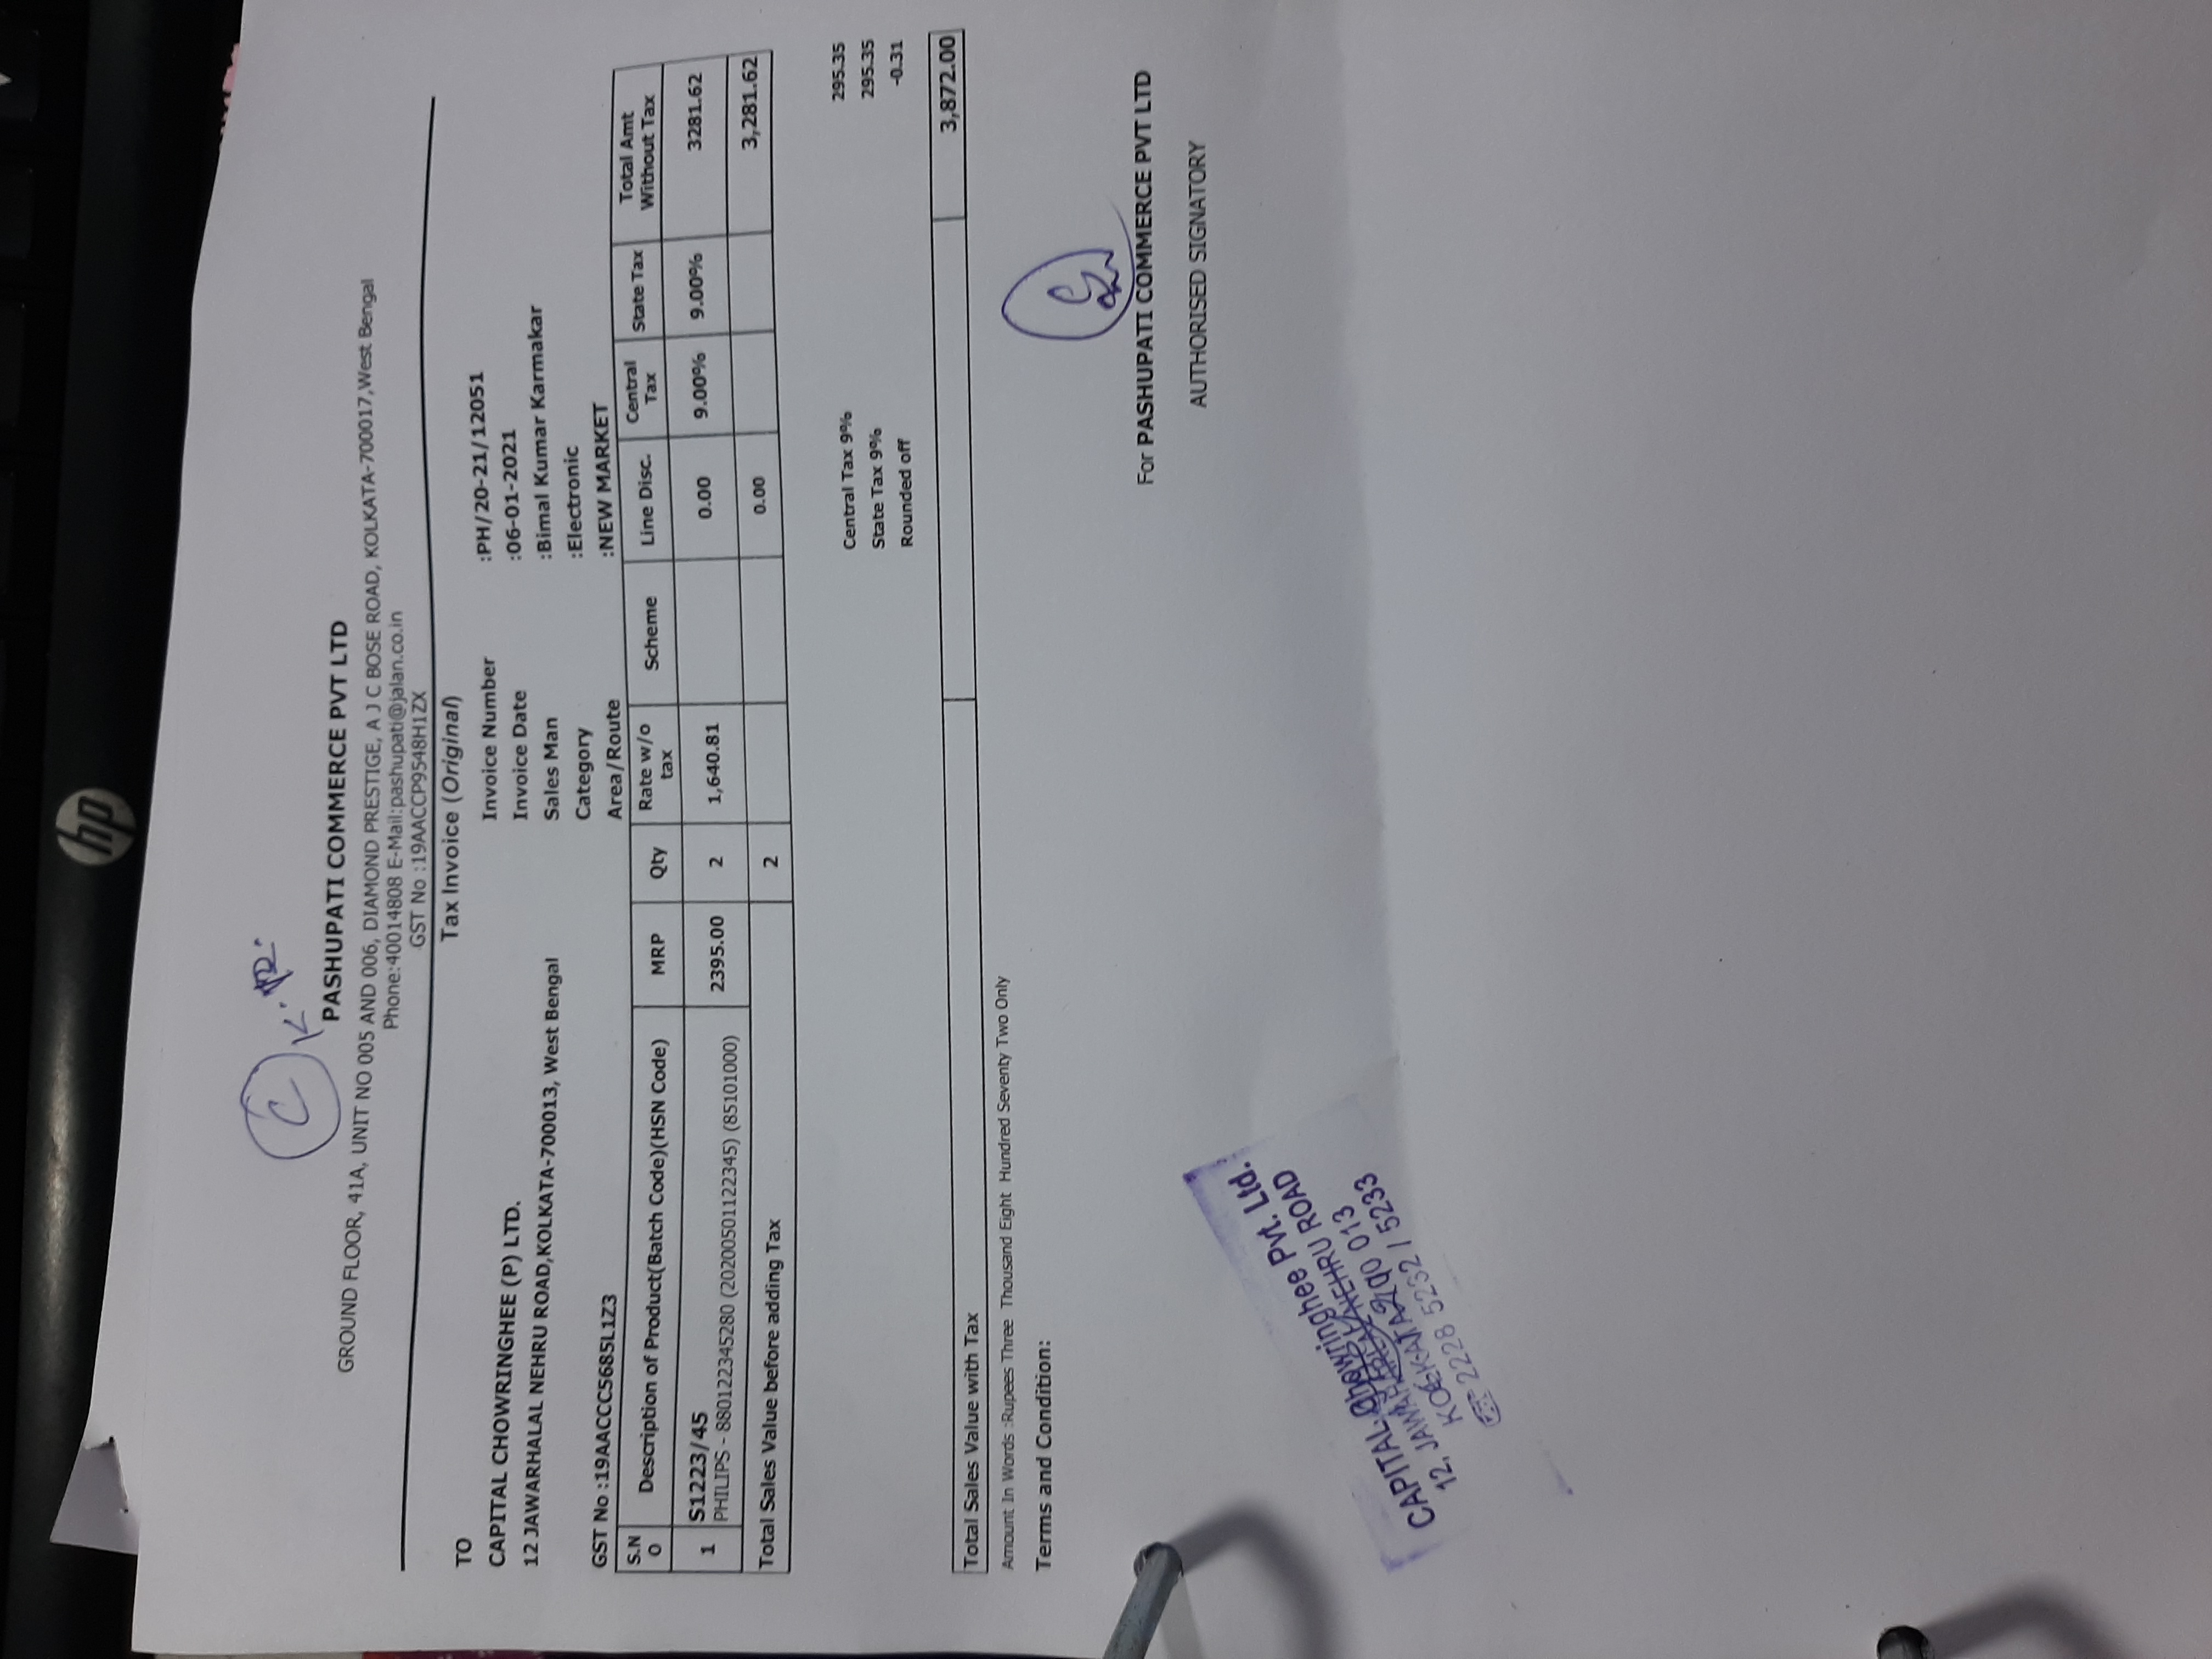 hp
C K.
PASHUPATI COMMERCE PVT LTD
GROUND FLOOR, 41A, UNIT NO 005 AND 006, DIAMOND PRESTIGE, A J C BOSE ROAD, KOLKATA-700017,West Bengal
Phone:40014808 E-Mail:pashupati@jalan.co.in
GST No :19AACCP9548H1ZX
Tax Invoice (Original)
TO
CAPITAL CHOWRINGHEE (P) LTD.
12 JAWARHALAL NEHRU ROAD,KOLKATA-700013, West Bengal
GST No :19AACCC5685L1Z3
Invoice Number :PH/20-21/12051
Invoice Date :06-01-2021
Sales Man :Bimal Kumar Karmakar
Category :Electronic
Area/Route :NEW MARKET
S.NO Description of Product(Batch Code)(HSN Code) MRP Qty Rate w/o tax Scheme Line Disc. Central Tax State Tax Total Amt Without Tax
1 S1223/45 2395.00 2 1,640.81 0.00 9.00% 9.00% 3281.62
PHILIPS - 880122345280 (20200501122345) (85101000)
Total Sales Value before adding Tax 2 0.00 3,281.62
Central Tax 9% 295.35
State Tax 9% 295.35
Rounded off -0.31
Total Sales Value with Tax 3,872.00
Amount In Words :Rupees Three Thousand Eight Hundred Seventy Two Only
Terms and Condition:
For PASHUPATI COMMERCE PVT LTD
AUTHORISED SIGNATORY
CAPITAL Chowringhee Pvt. Ltd.
12, JAWAHARLAL NEHRU ROAD
KOLKATA-700 013
2228 5232 / 5233